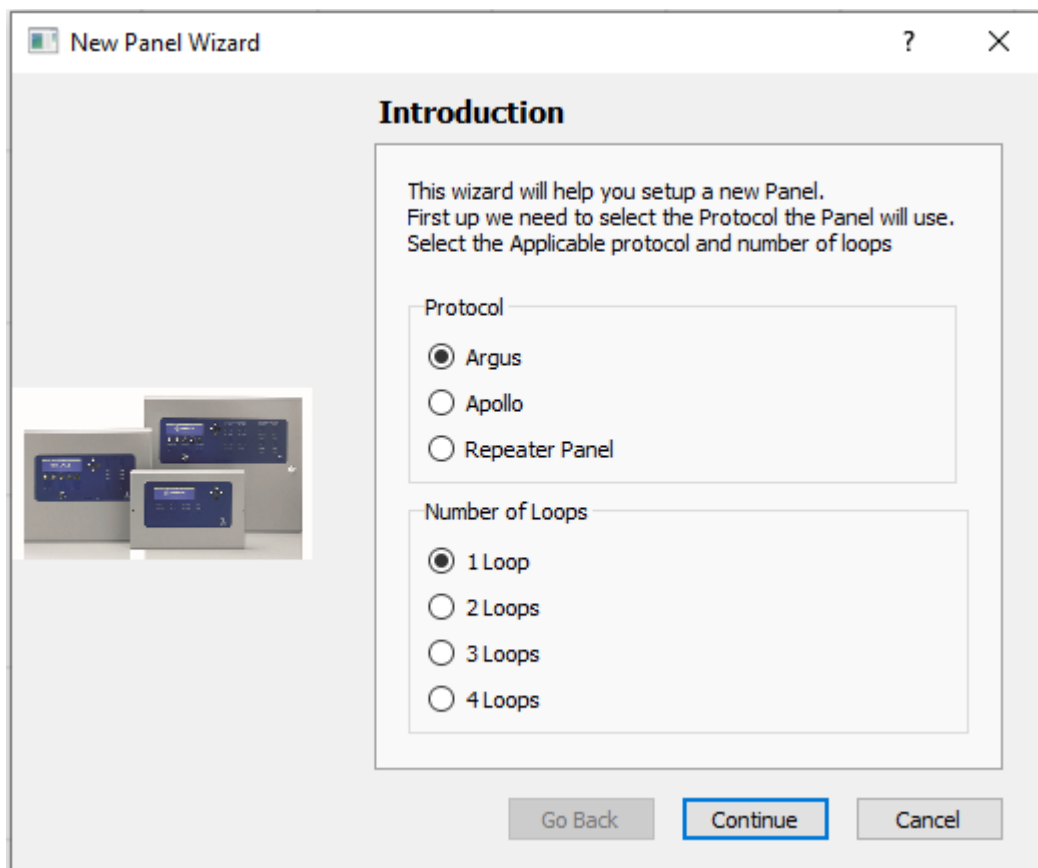 New Panel Wizard
?
Introduction
This wizard will help you setup a new Panel.
First up we need to select the Protocol the Panel will use.
Select the Applicable protocol and number of loops
Protocol
Argus
Apollo
Repeater Panel
Number of Loops
1 Loop
2 Loops
3 Loops
4 Loops
Go Back Continue Cancel